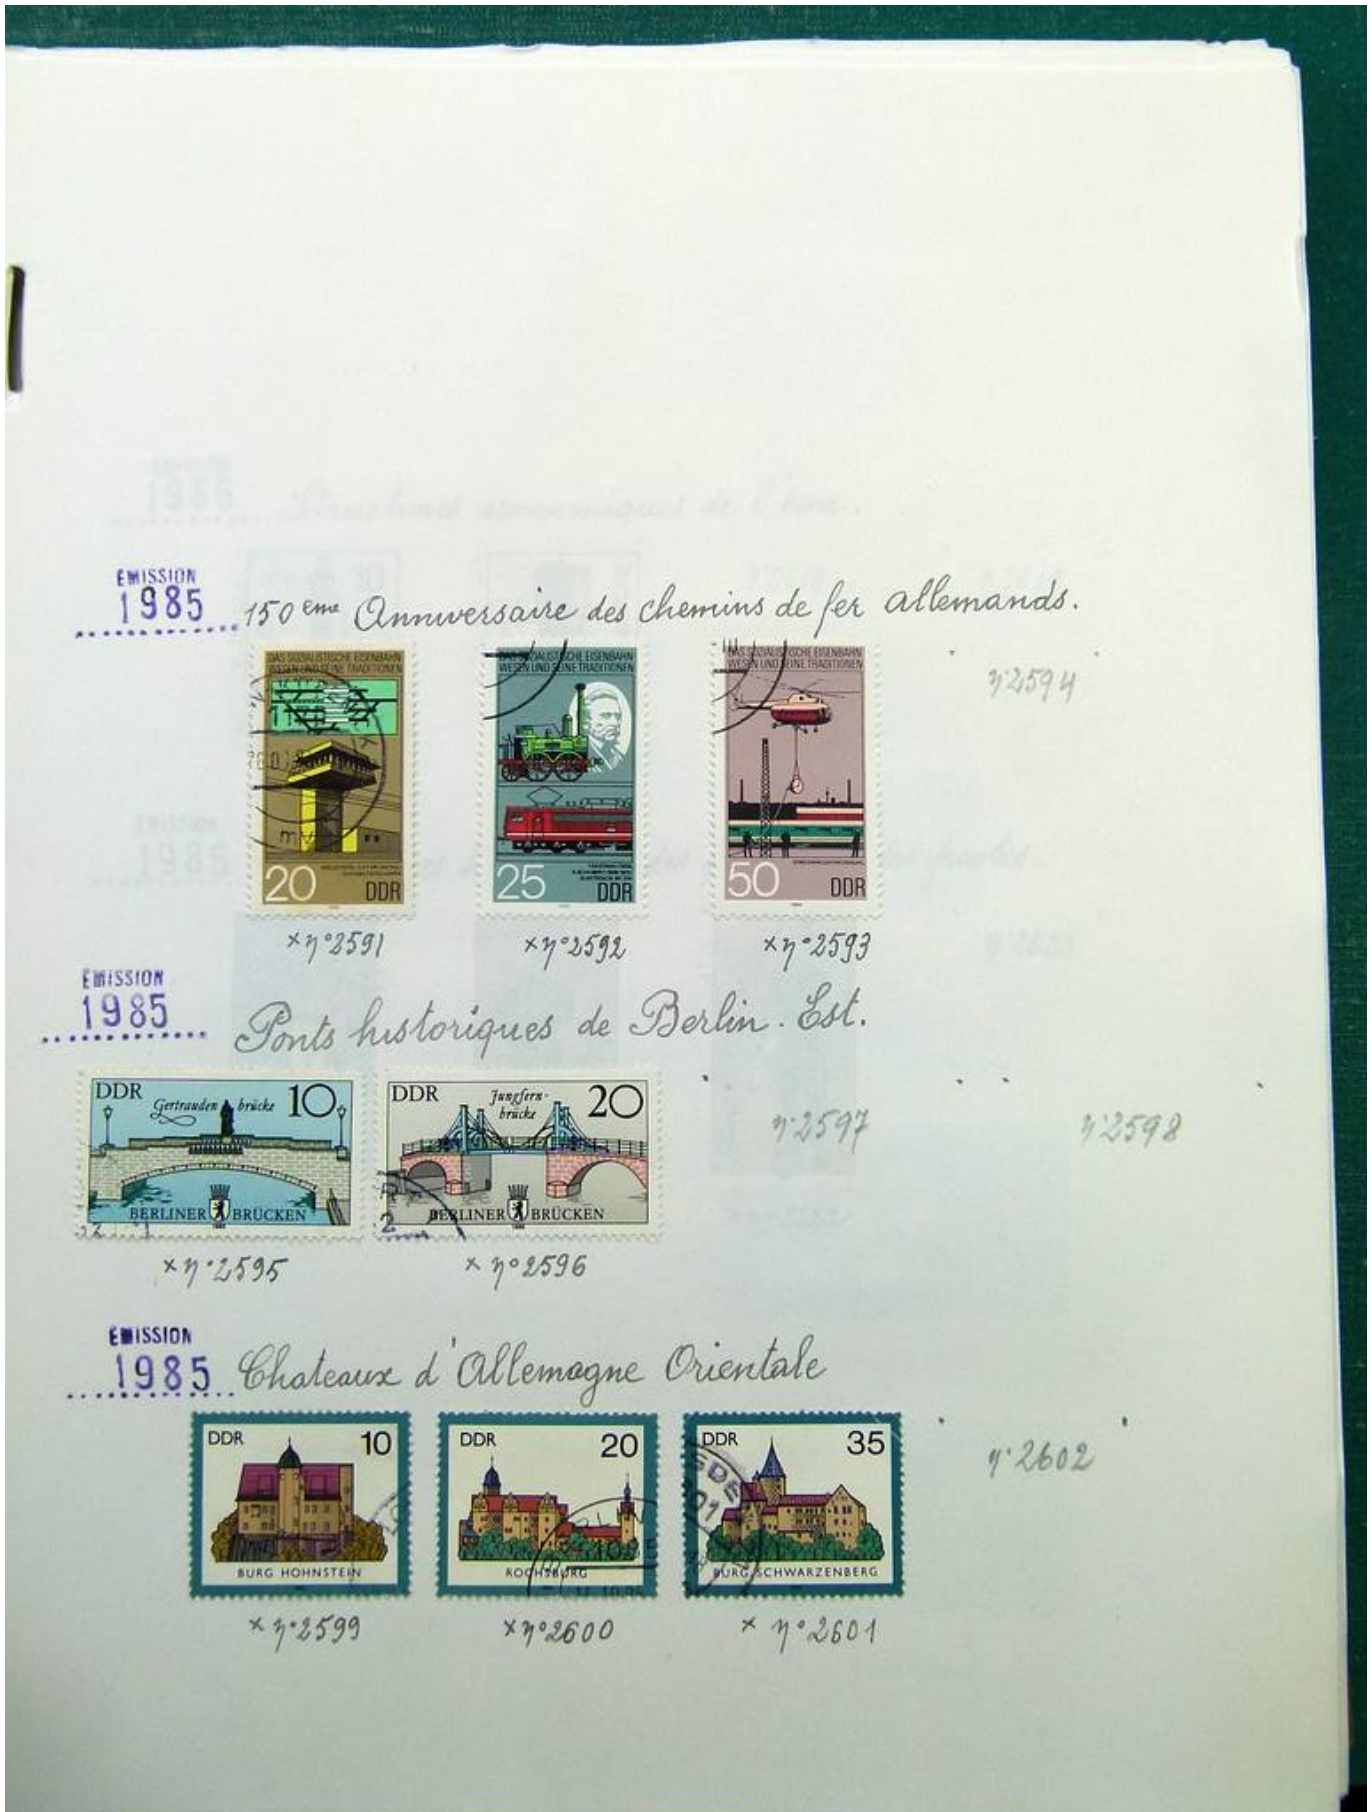 EMISSION
1985
150 eme Anniversaire des chemins de fer allemands.
DAS SOZIALISTISCHE EISENBAHN
WESEN UND SEINE TRADITIONEN
20 DDR
DAS SOZIALISTISCHE EISENBAHN
WESEN UND SEINE TRADITIONEN
25 DDR
DAS SOZIALISTISCHE EISENBAHN
WESEN UND SEINE TRADITIONEN
50 DDR
n°2594
x n°2591
x n°2592
x n°2593
EMISSION
1985
Ponts historiques de Berlin. Est.
DDR Gertrauden brücke 10
BERLINER BRÜCKEN
DDR Jungfern-
brücke 20
BERLINER BRÜCKEN
n°2597
n°2598
x n°2595
x n°2596
EMISSION
1985
Chateaux d'Allemagne Orientale
DDR 10
BURG HOHNSTEIN
DDR 20
ROCHSBURG
DDR 35
BURG SCHWARZENBERG
n°2602
x n°2599
x n°2600
x n°2601